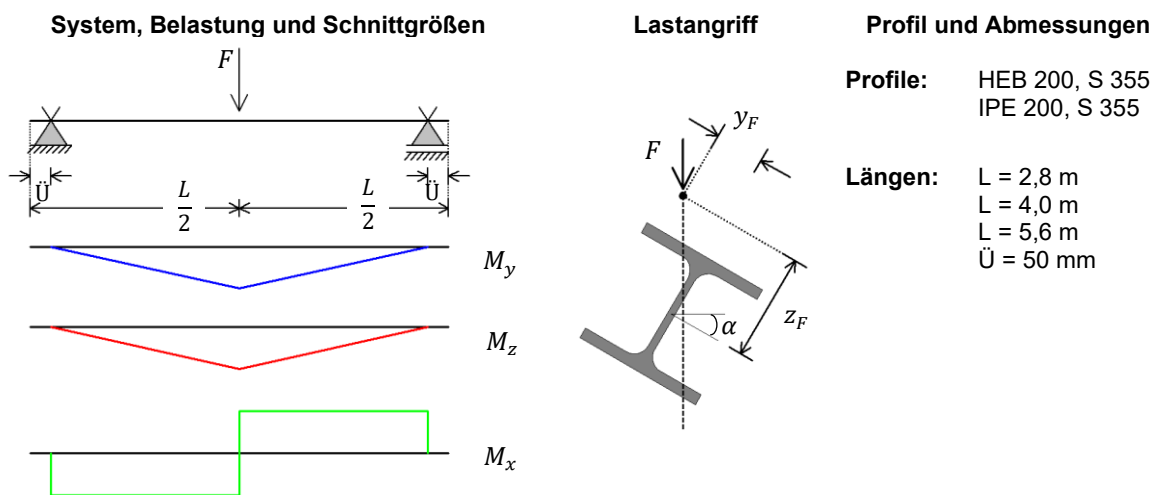 System, Belastung und Schnittgrößen
F
Ü
L/2
L/2
Ü
M_y
M_z
M_x
Lastangriff
F
y_F
z_F
α
Profil und Abmessungen
Profile: HEB 200, S 355
IPE 200, S 355
Längen: L = 2,8 m
L = 4,0 m
L = 5,6 m
Ü = 50 mm